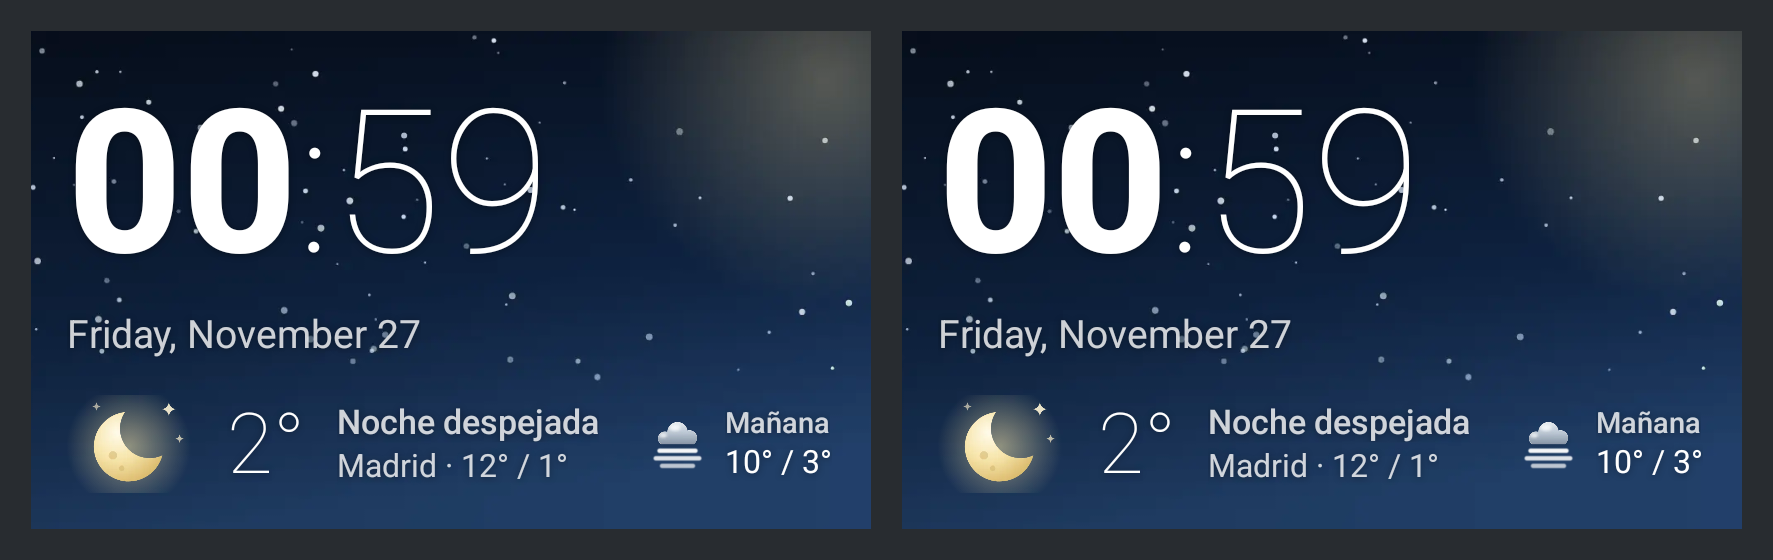 00:59
Friday, November 27
2°
Noche despejada
Madrid · 12° / 1°
Mañana
10° / 3°
00:59
Friday, November 27
2°
Noche despejada
Madrid · 12° / 1°
Mañana
10° / 3°